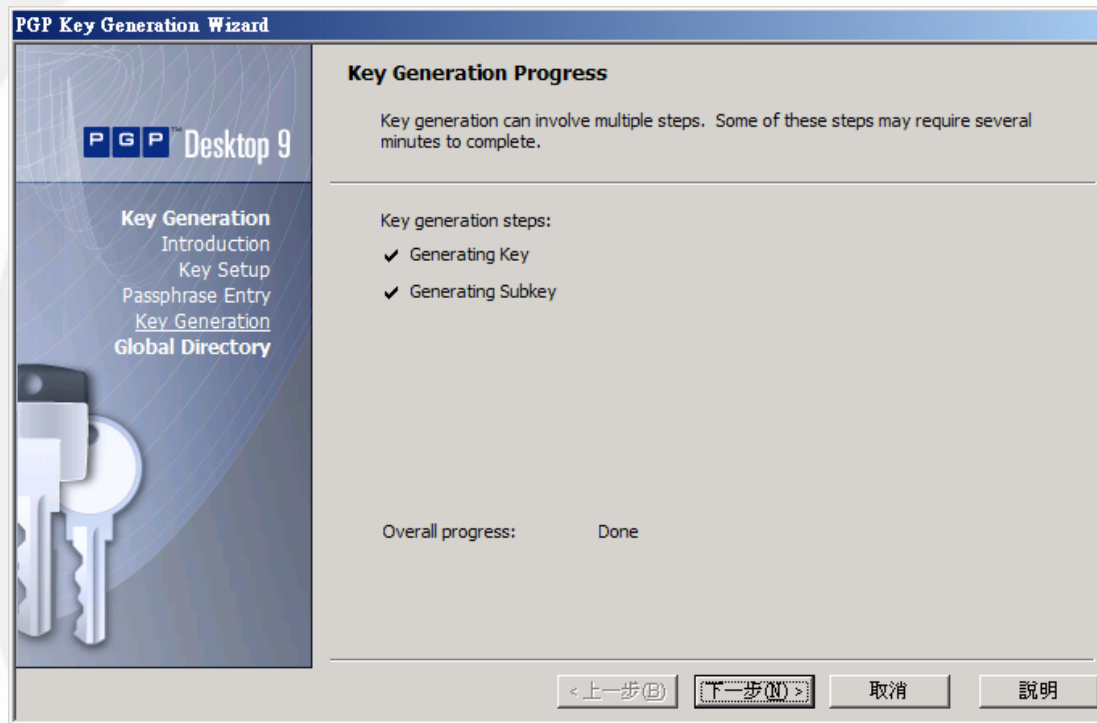 PGP Key Generation Wizard
PGP™ Desktop 9
Key Generation
Introduction
Key Setup
Passphrase Entry
Key Generation
Global Directory
Key Generation Progress
Key generation can involve multiple steps. Some of these steps may require several
minutes to complete.
Key generation steps:
✔ Generating Key
✔ Generating Subkey
Overall progress: Done
<上一步(B) 下一步(N)> 取消 說明